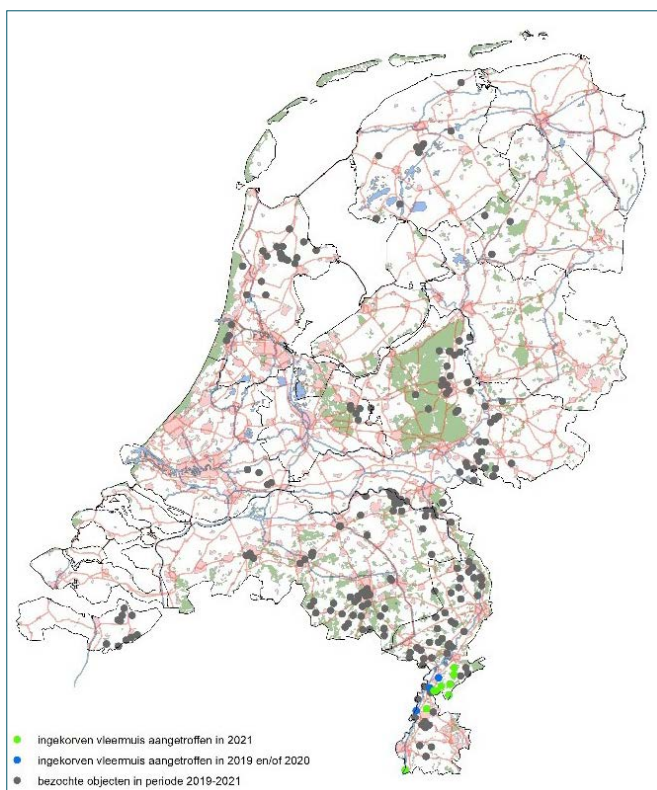 ingekorven vleermuis aangetroffen in 2021
ingekorven vleermuis aangetroffen in 2019 en/of 2020
bezochte objecten in periode 2019-2021